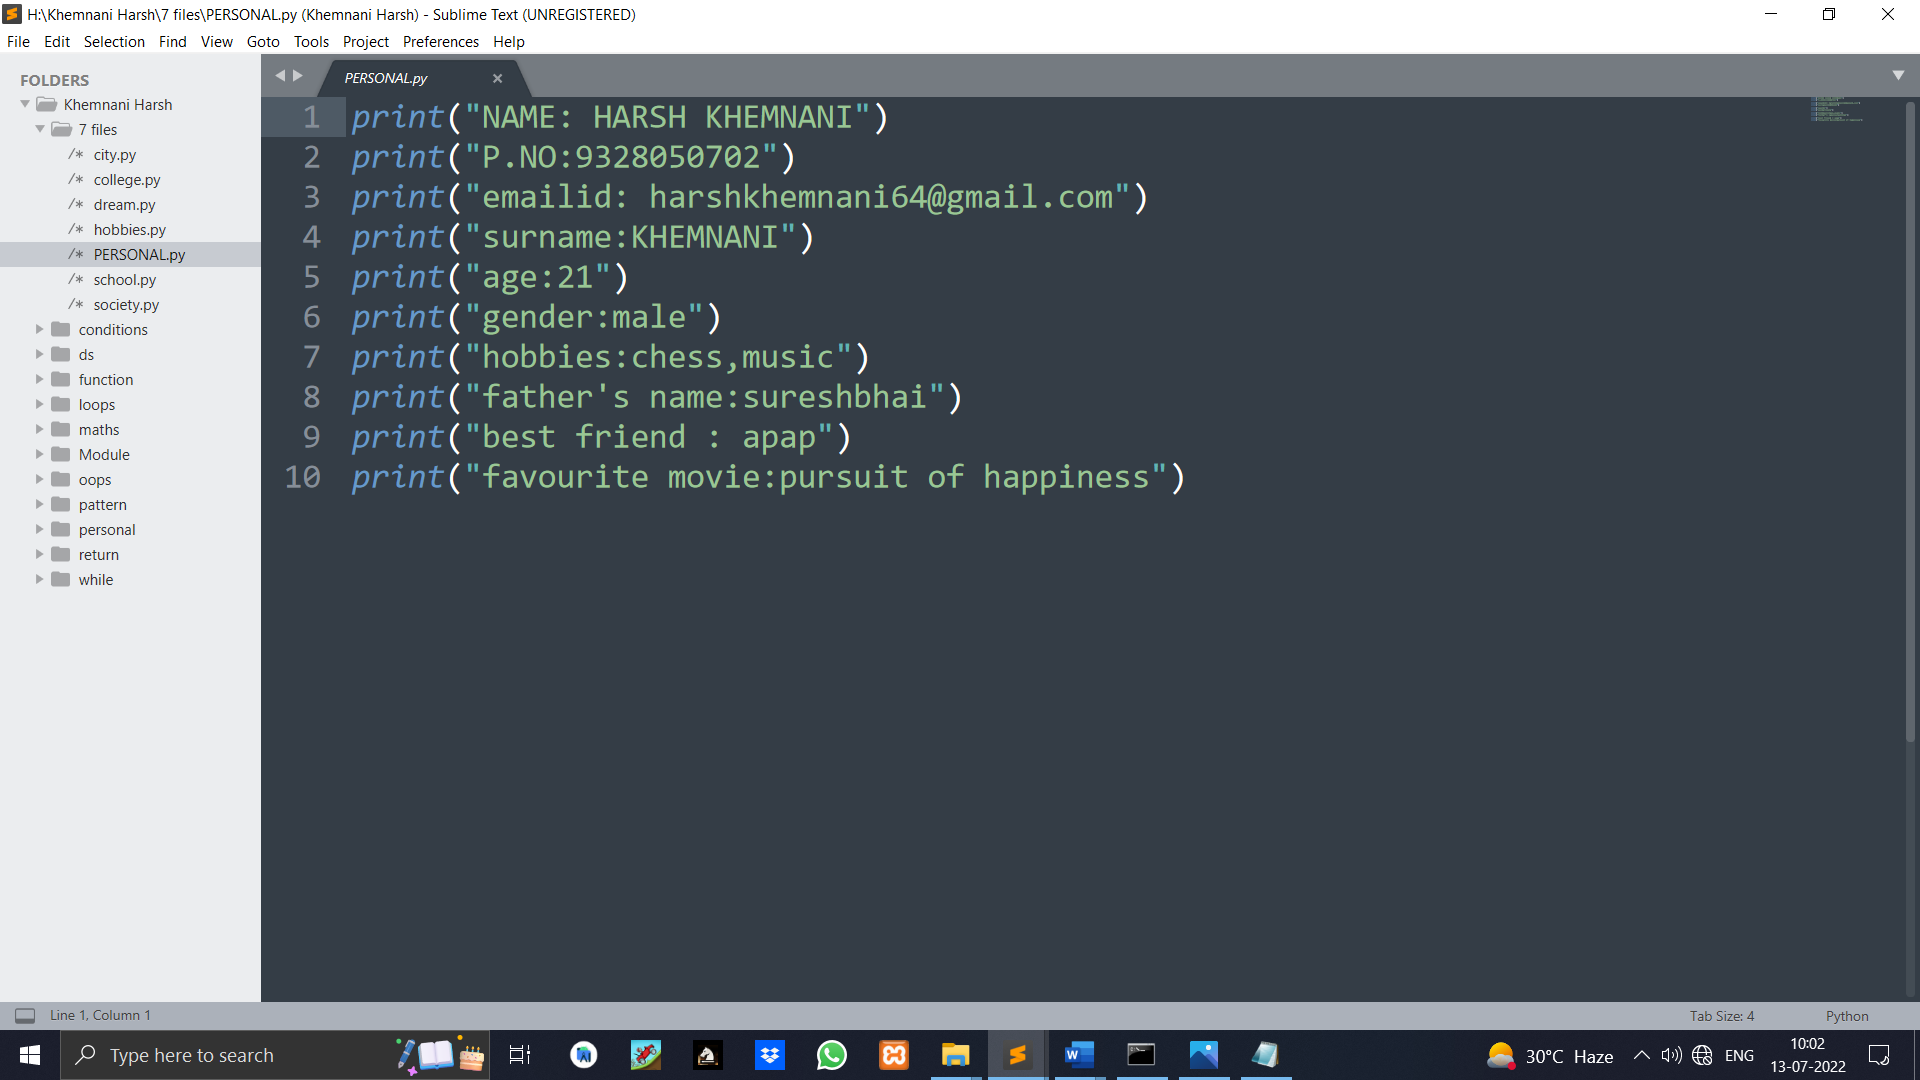 H:\Khemnani Harsh\7 files\PERSONAL.py (Khemnani Harsh) - Sublime Text (UNREGISTERED)
File Edit Selection Find View Goto Tools Project Preferences Help
FOLDERS
Khemnani Harsh
7 files
/* city.py
/* college.py
/* dream.py
/* hobbies.py
/* PERSONAL.py
/* school.py
/* society.py
conditions
ds
function
loops
maths
Module
oops
pattern
personal
return
while
PERSONAL.py
1 print("NAME: HARSH KHEMNANI")
2 print("P.NO:9328050702")
3 print("emailid: harshkhemnani64@gmail.com")
4 print("surname:KHEMNANI")
5 print("age:21")
6 print("gender:male")
7 print("hobbies:chess,music")
8 print("father's name:sureshbhai")
9 print("best friend : apap")
10 print("favourite movie:pursuit of happiness")
Line 1, Column 1
Tab Size: 4
Python
Type here to search
30°C Haze
ENG
10:02
13-07-2022